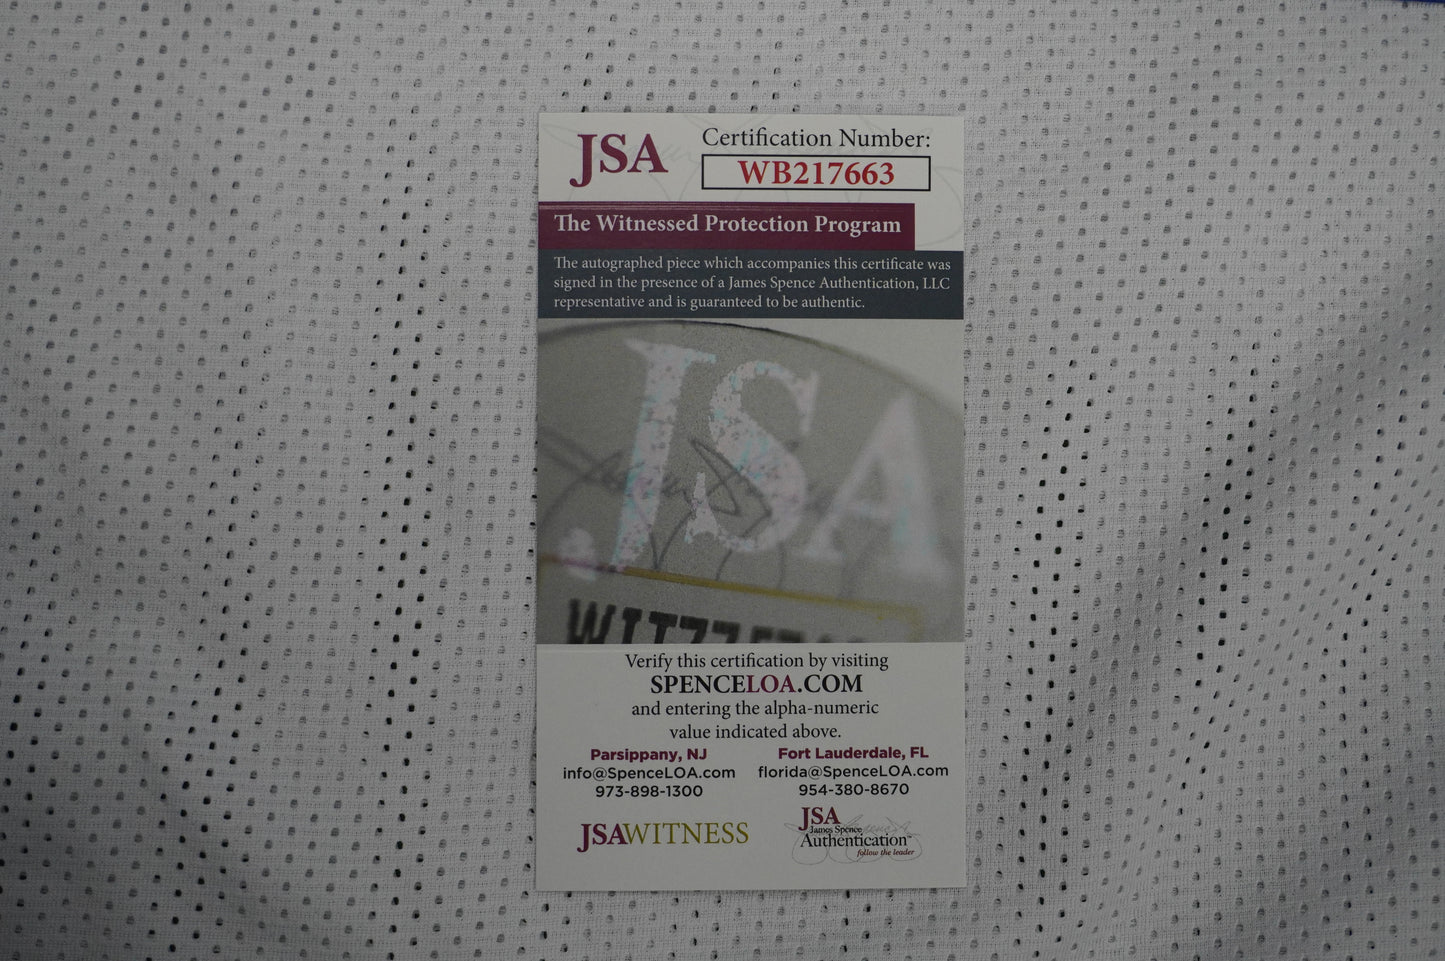 JSA
Certification Number:
WB217663
The Witnessed Protection Program
The autographed piece which accompanies this certificate was
signed in the presence of a James Spence Authentication, LLC
representative and is guaranteed to be authentic.
JSA
Verify this certification by visiting
SPENCELOA.COM
and entering the alpha-numeric
value indicated above.
Parsippany, NJ
info@SpenceLOA.com
973-898-1300
Fort Lauderdale, FL
florida@SpenceLOA.com
954-380-8670
JSAWITNESS
JSA
James Spence
Authentication
follow the leader